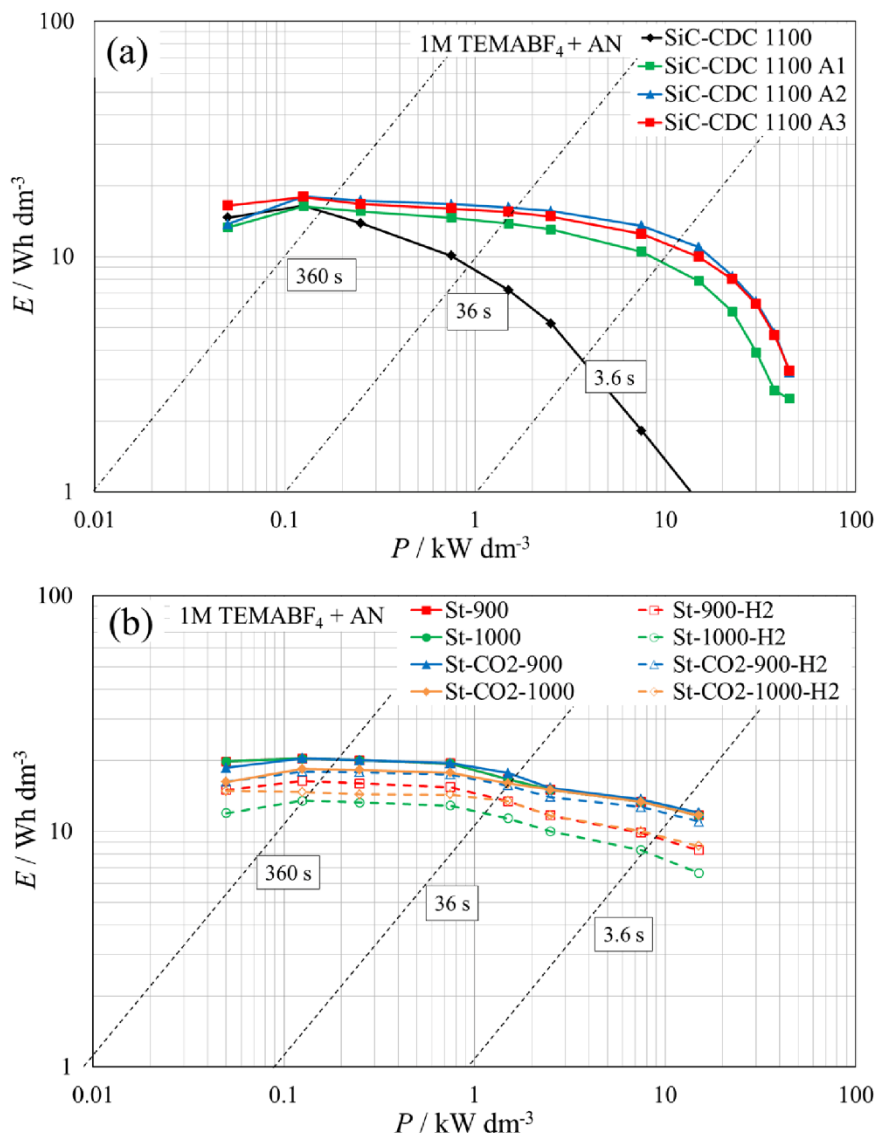 (a)
1M TEMABF₄ + AN
SiC-CDC 1100
SiC-CDC 1100 A1
SiC-CDC 1100 A2
SiC-CDC 1100 A3
E / Wh dm⁻³
100
10
1
360 s
36 s
3.6 s
0.01
0.1
1
10
100
P / kW dm⁻³
(b)
1M TEMABF₄ + AN
St-900
St-900-H2
St-1000
St-1000-H2
St-CO2-900
St-CO2-900-H2
St-CO2-1000
St-CO2-1000-H2
E / Wh dm⁻³
100
10
1
360 s
36 s
3.6 s
0.01
0.1
1
10
100
P / kW dm⁻³